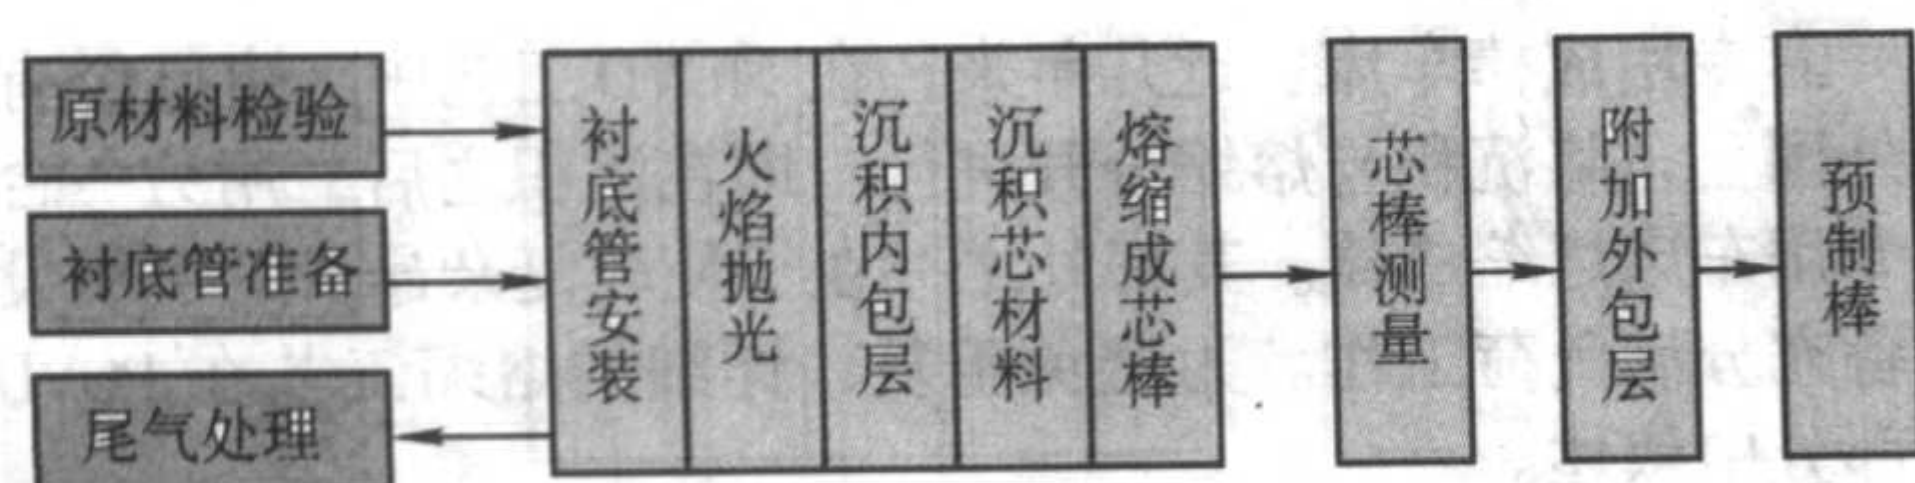 原材料检验
衬底管准备
尾气处理
衬底管安装
火焰抛光
沉积内包层
沉积芯材料
熔缩成芯棒
芯棒测量
附加外包层
预制棒